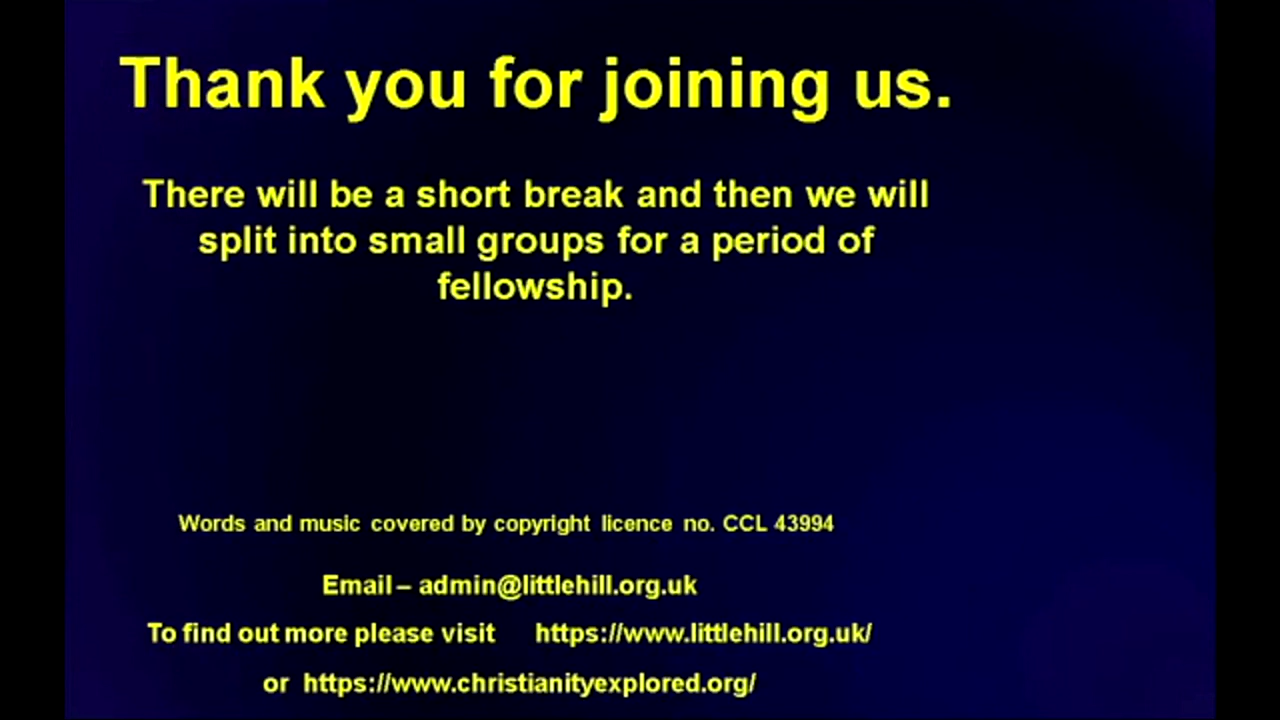 Thank you for joining us.
There will be a short break and then we will
split into small groups for a period of
fellowship.
Words and music covered by copyright licence no. CCL 43994
Email – admin@littlehill.org.uk
To find out more please visit https://www.littlehill.org.uk/
or https://www.christianityexplored.org/